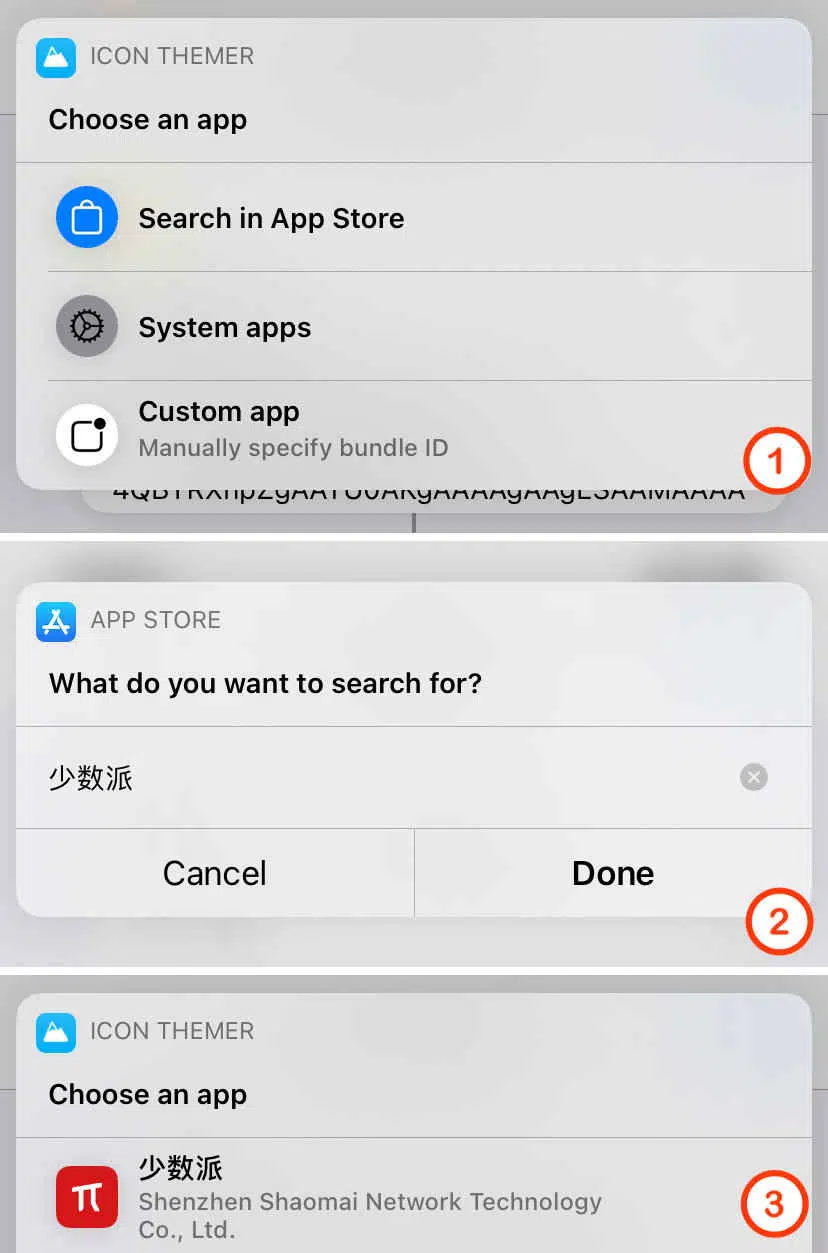 ICON THEMER
Choose an app
Search in App Store
System apps
Custom app
Manually specify bundle ID
1
APP STORE
What do you want to search for?
少数派
Cancel
Done
2
ICON THEMER
Choose an app
少数派
Shenzhen Shaomai Network Technology
Co., Ltd.
3